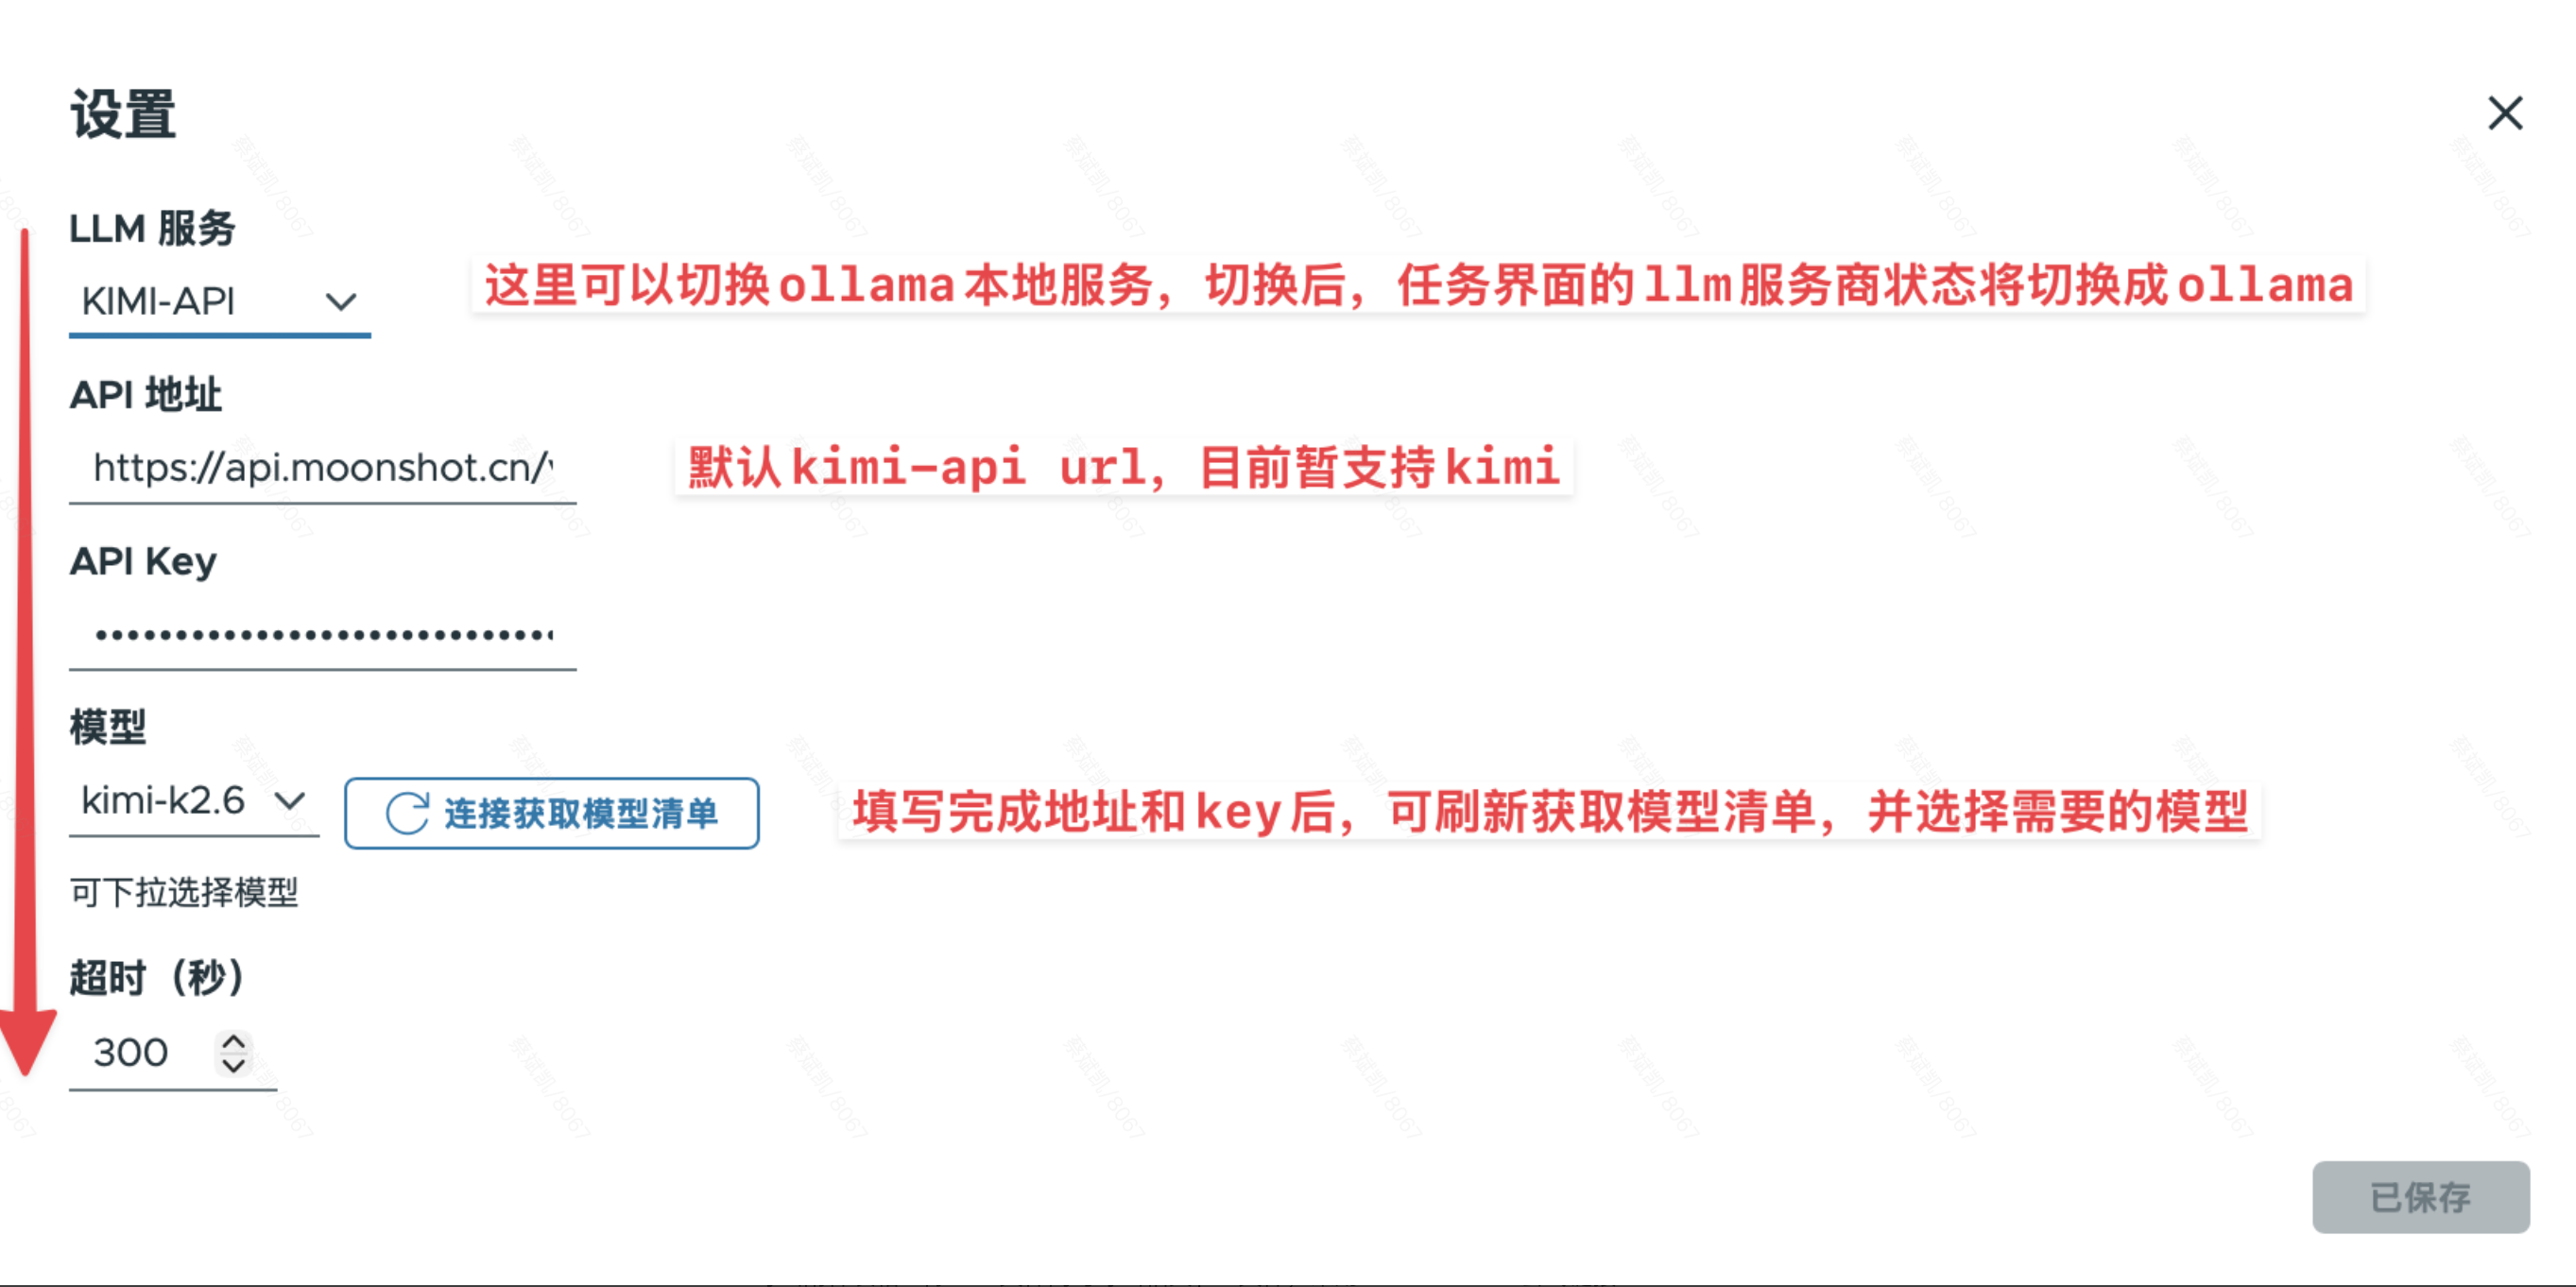 设置
LLM 服务
KIMI-API
这里可以切换ollama本地服务，切换后，任务界面的llm服务商状态将切换成ollama
API 地址
https://api.moonshot.cn/
默认kimi-api url，目前暂支持kimi
API Key
模型
kimi-k2.6
连接获取模型清单
填写完成地址和key后，可刷新获取模型清单，并选择需要的模型
可下拉选择模型
超时（秒）
300
已保存
蔡斌凯/8067